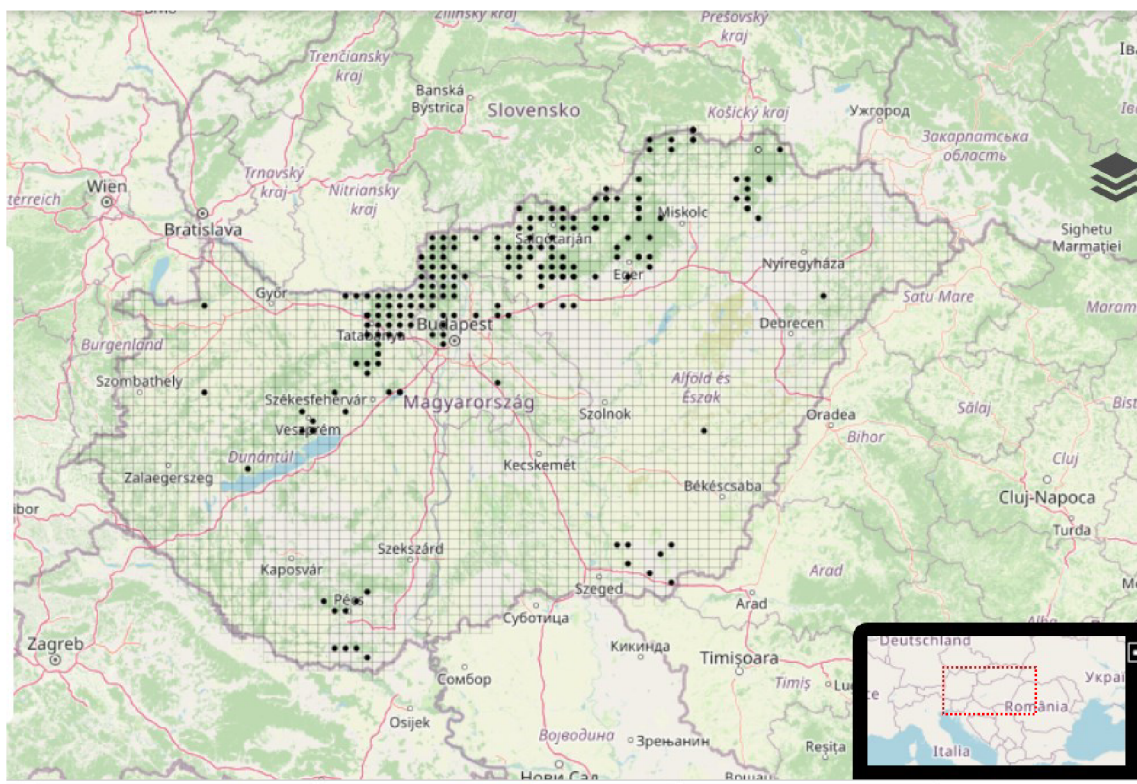 Žilinský kraj
Prešovský
kraj
Trenčiansky
kraj
Banská
Bystrica
Slovensko
Košický kraj
Ужгород
Закарпатська
область
Wien
Trnavský
kraj
Nitriansky
kraj
Bratislava
Miskolc
Salgótarján
Sighetu
Marmației
Eger
Nyíregyháza
Győr
Satu Mare
Budapest
Debrecen
Tatabánya
Burgenland
Szombathely
Alföld és
Észak
Székesfehérvár
Magyarország
Szolnok
Oradea
Sălaj
Veszprém
Bihor
Dunántúl
Zalaegerszeg
Kecskemét
Cluj
Békéscsaba
Cluj-Napoca
Turda
Szekszárd
Kaposvár
Arad
Szeged
Pécs
Arad
Суботица
Zagreb
Кикинда
Timișoara
Сомбор
Timiș
Osijek
Војводина
Зрењанин
Reșița
Нови Сад
Deutschland
România
Italia